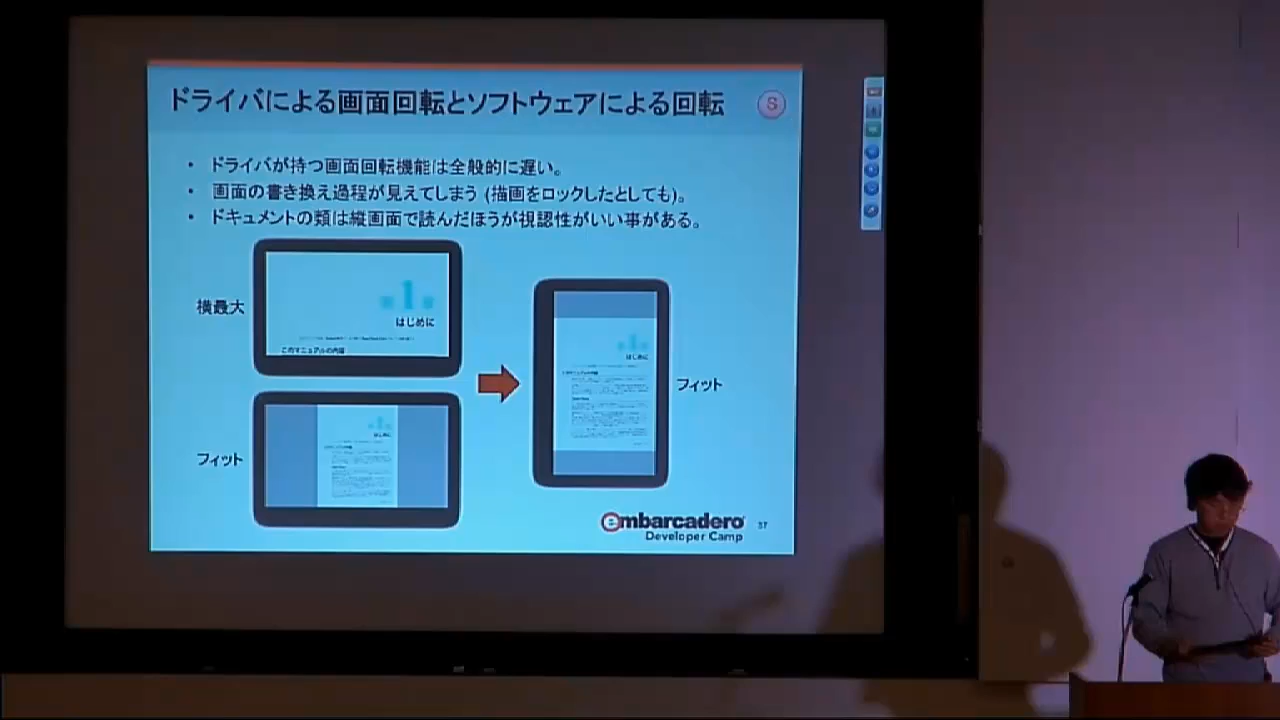 ドライバによる画面回転とソフトウェアによる回転
S
・ ドライバが持つ画面回転機能は全般的に遅い。
・ 画面の書き換え過程が見えてしまう (描画をロックしたとしても)。
・ ドキュメントの類は縦画面で読んだほうが視認性がいい事がある。
横最大
第1章
はじめに
このマニュアルの内容
フィット
はじめに
フィット
はじめに
embarcadero
Developer Camp
37